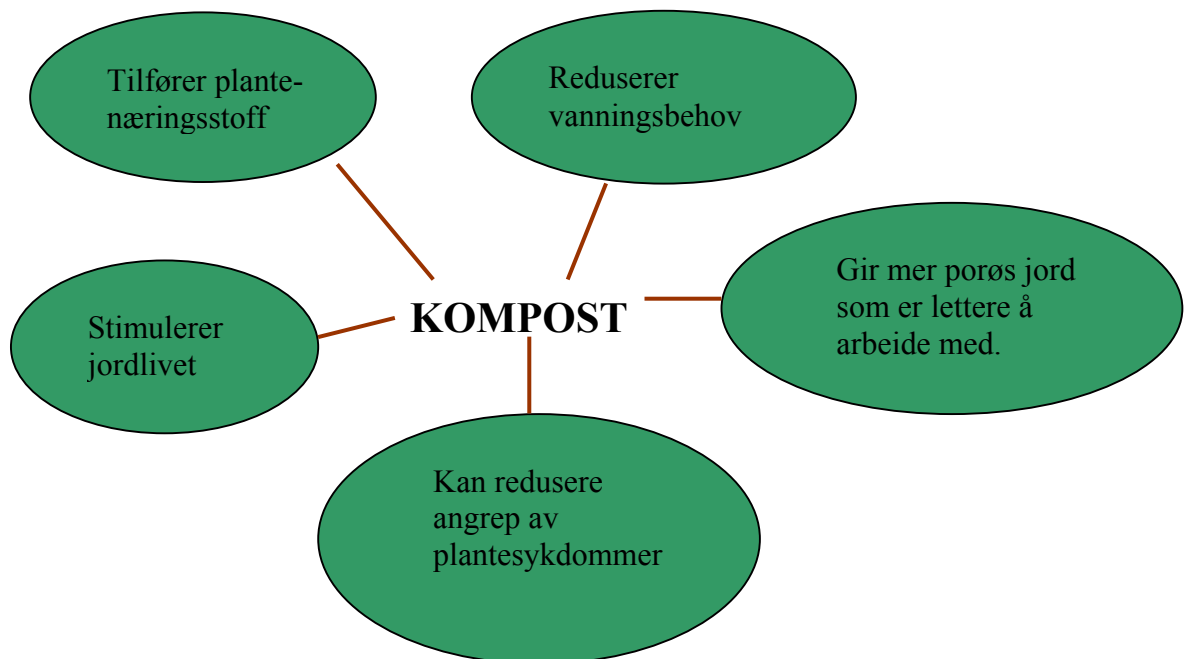 Tilfører plante-
næringsstoff
Reduserer
vanningsbehov
Gir mer porøs jord
som er lettere å
arbeide med.
KOMPOST
Stimulerer
jordlivet
Kan redusere
angrep av
plantesykdommer